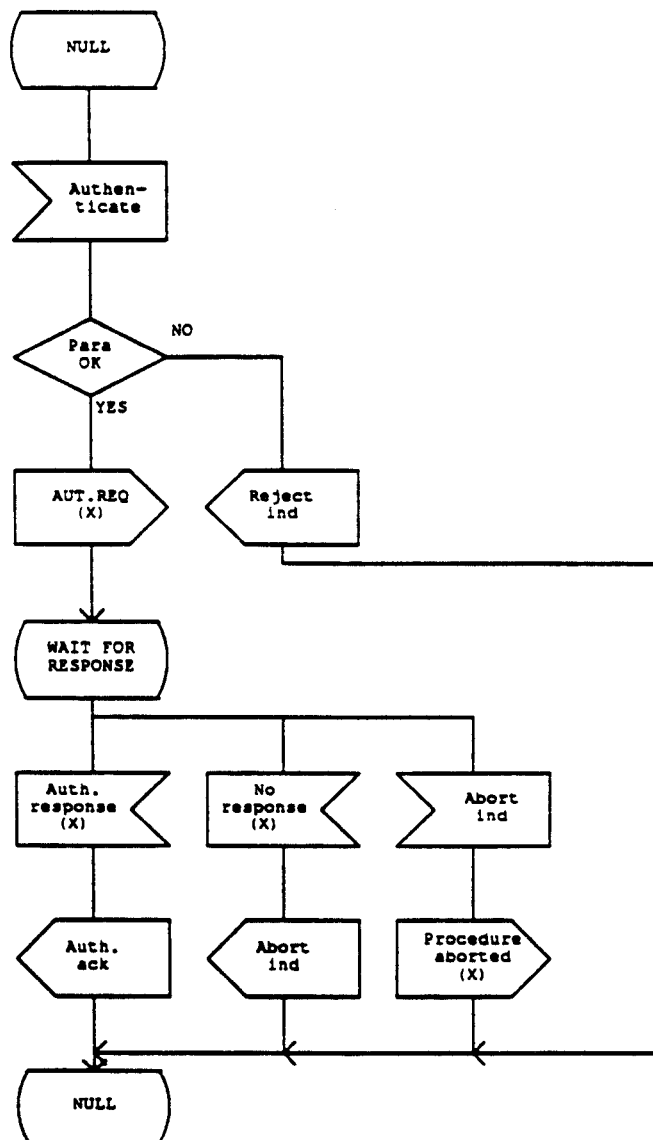 NULL
Authen-
ticate
Para
OK
NO
YES
AUT.REQ
(X)
Reject
ind
WAIT FOR
RESPONSE
Auth.
response
(X)
No
response
(X)
Abort
ind
Auth.
ack
Abort
ind
Procedure
aborted
(X)
NULL